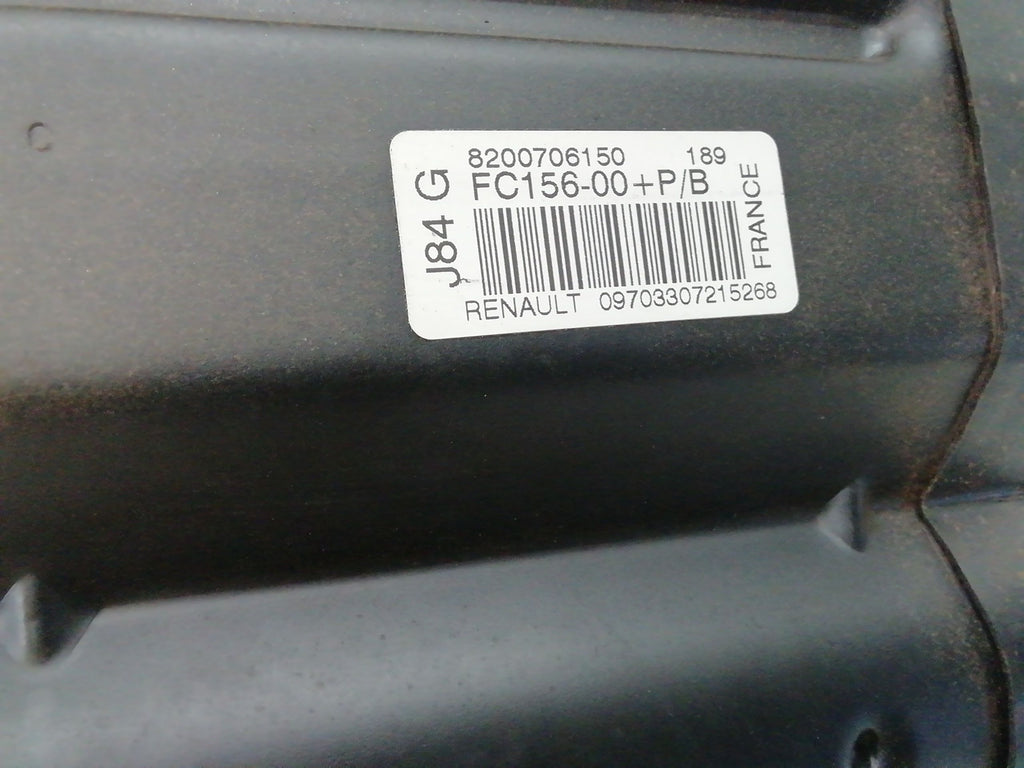 8200706150 189
FC156-00+P/B
J84 G
FRANCE
RENAULT 09703307215268